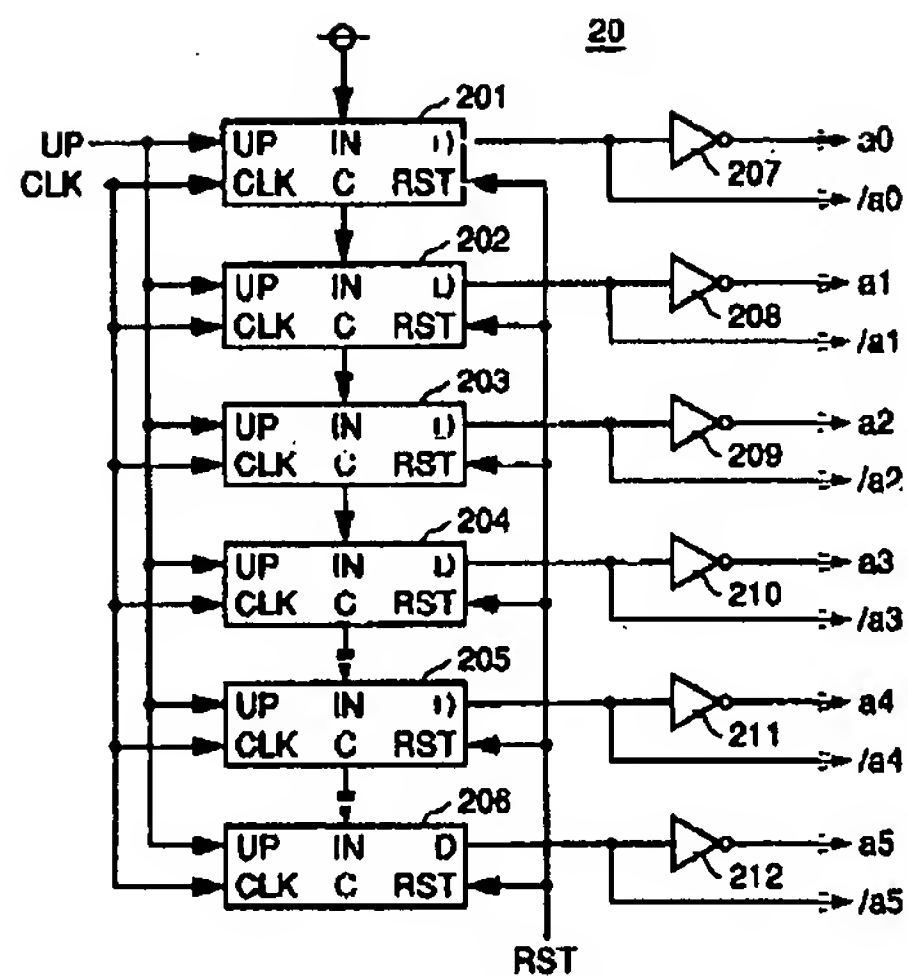 20
201
UP UP IN D a0
CLK CLK C RST 207 /a0
202
UP IN D a1
CLK C RST 208 /a1
203
UP IN D a2
CLK C RST 209 /a2
204
UP IN D a3
CLK C RST 210 /a3
205
UP IN D a4
CLK C RST 211 /a4
206
UP IN D a5
CLK C RST 212 /a5
RST